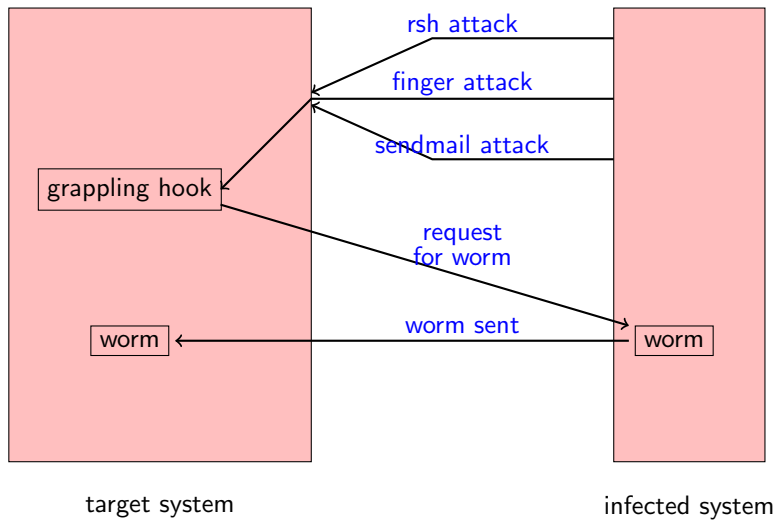 rsh attack
finger attack
sendmail attack
grappling hook
request
for worm
worm sent
worm
worm
target system
infected system